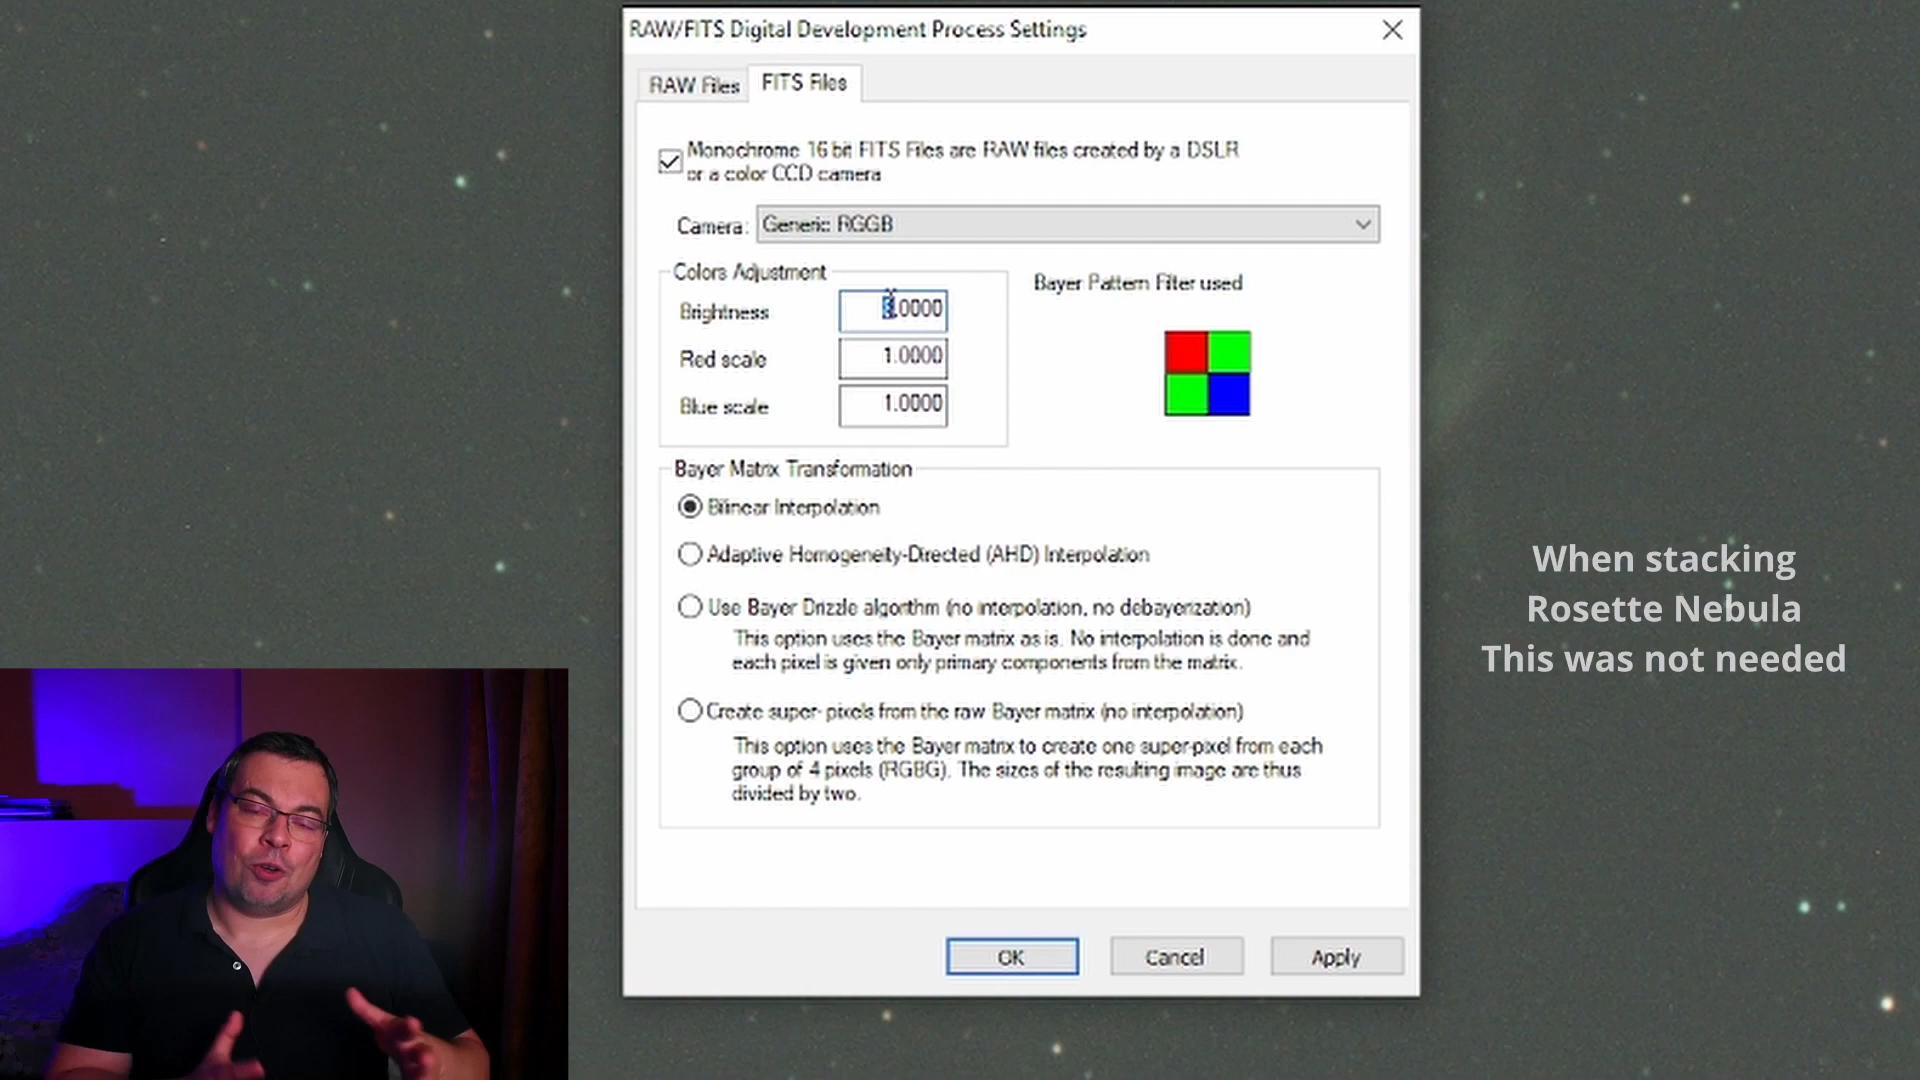 RAW/FITS Digital Development Process Settings
RAW Files
FITS Files
Monochrome 16 bit FITS Files are RAW files created by a DSLR
or a color CCD camera
Camera:
Generic RGGB
Colors Adjustment
Brightness
.0000
Red scale
1.0000
Blue scale
1.0000
Bayer Pattern Filter used
Bayer Matrix Transformation
Bilinear Interpolation
Adaptive Homogeneity-Directed (AHD) Interpolation
Use Bayer Drizzle algorithm (no interpolation, no debayerization)
This option uses the Bayer matrix as is. No interpolation is done and
each pixel is given only primary components from the matrix.
Create super- pixels from the raw Bayer matrix (no interpolation)
This option uses the Bayer matrix to create one super-pixel from each
group of 4 pixels (RGBG). The sizes of the resulting image are thus
divided by two.
OK
Cancel
Apply
When stacking
Rosette Nebula
This was not needed